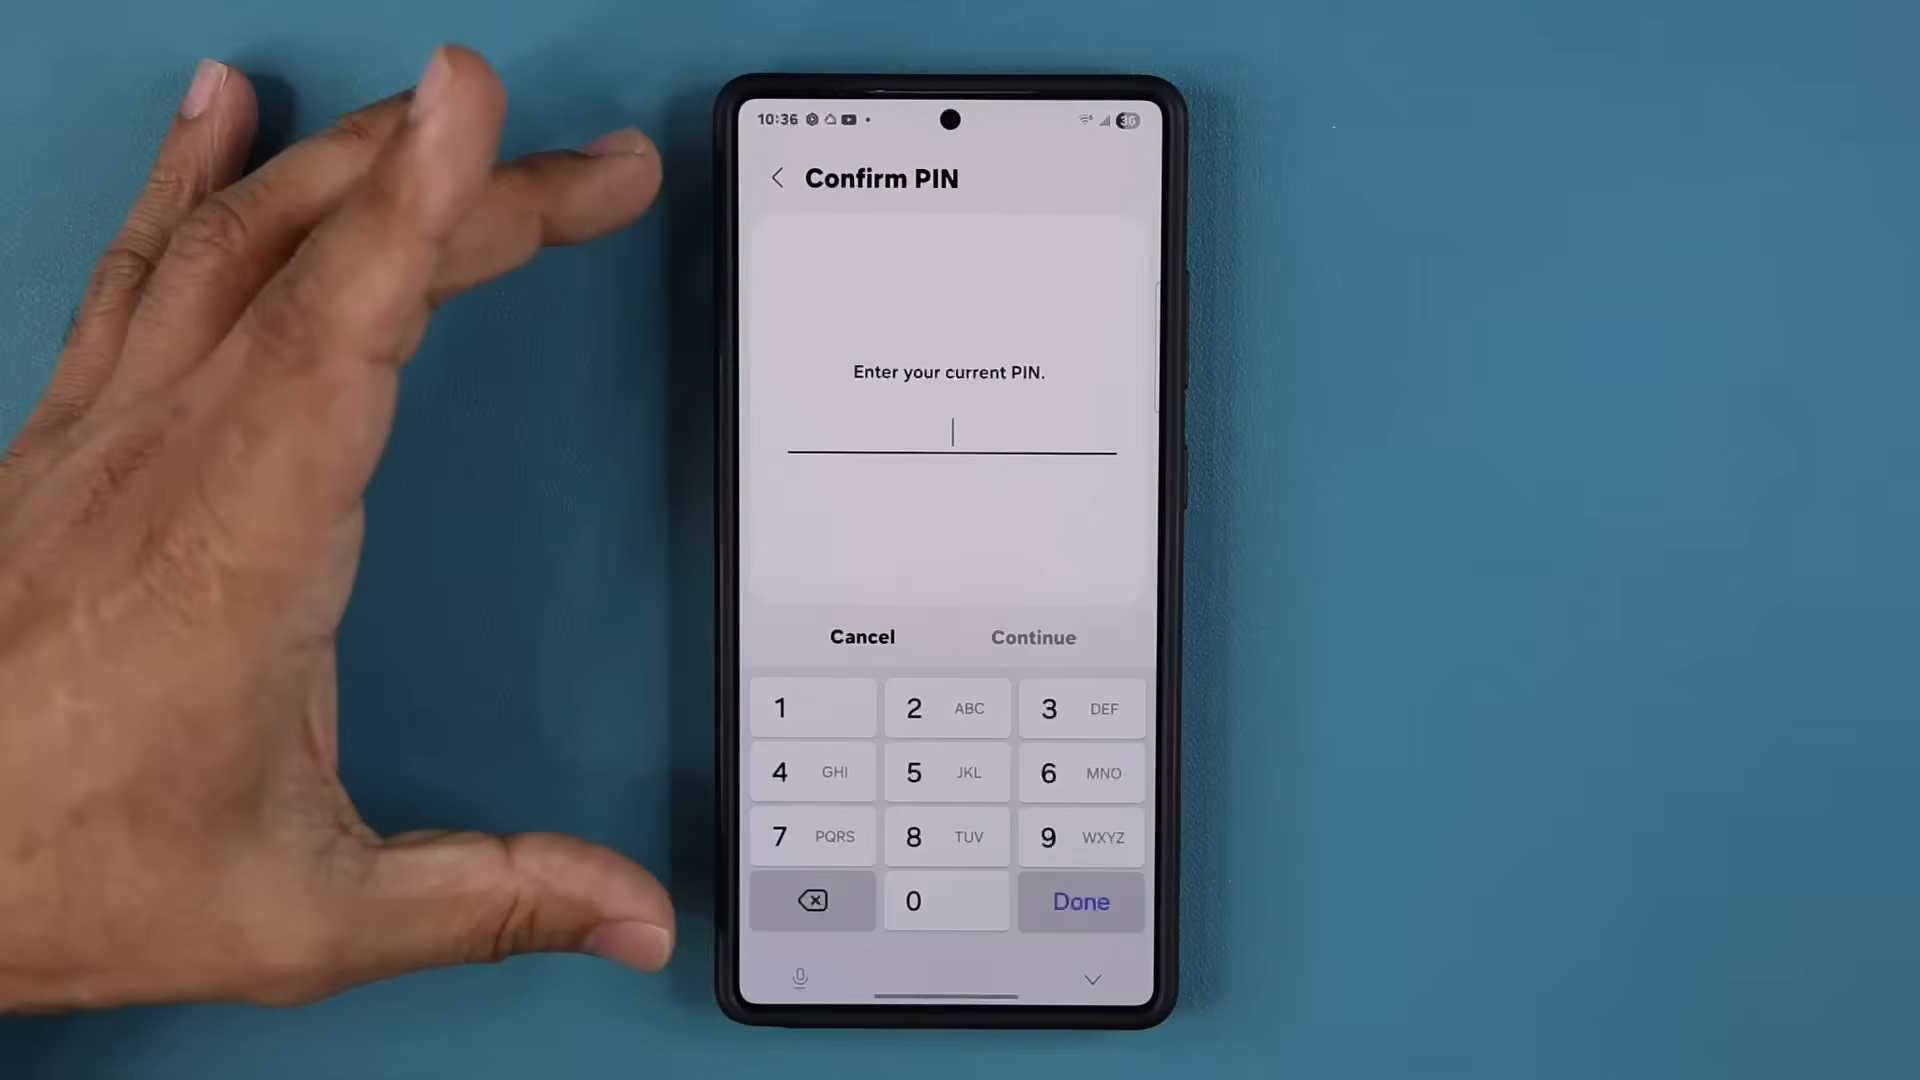 10:36 36
Confirm PIN
Enter your current PIN.
Cancel Continue
1 2 ABC 3 DEF
4 GHI 5 JKL 6 MNO
7 PQRS 8 TUV 9 WXYZ
0 Done